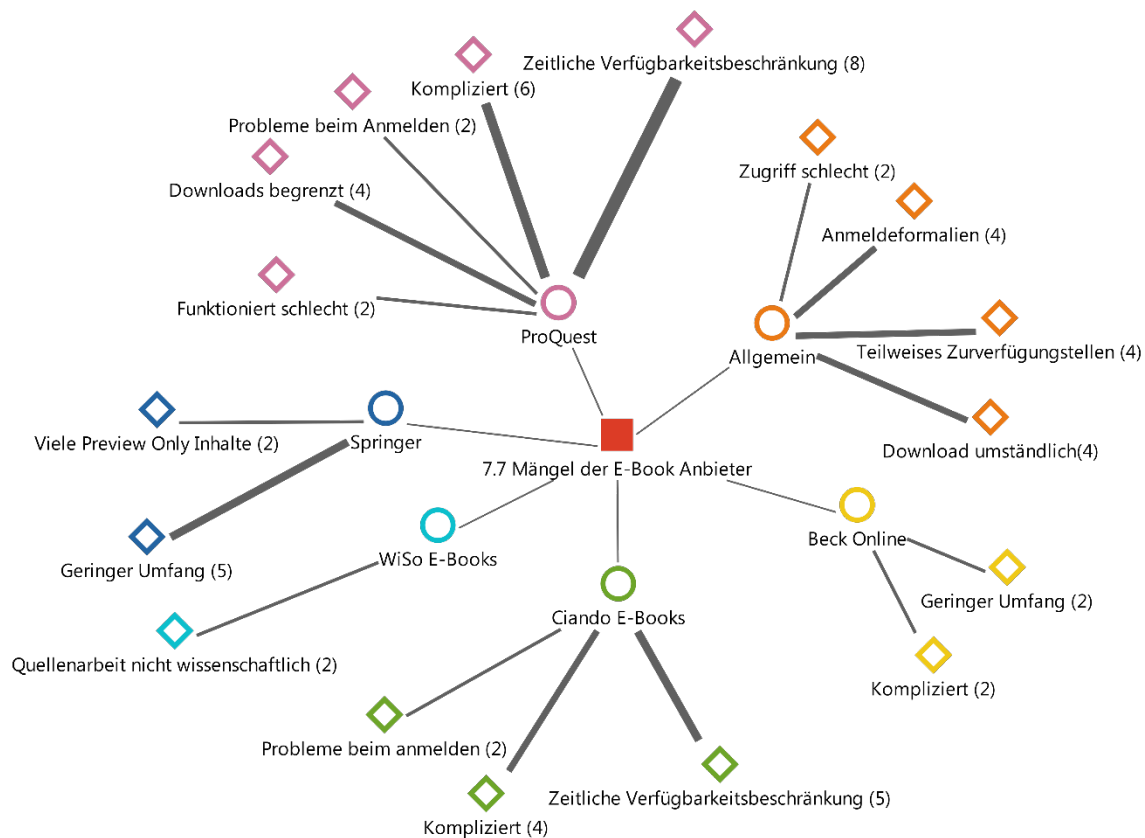 Zeitliche Verfügbarkeitsbeschränkung (8)
Kompliziert (6)
Probleme beim Anmelden (2)
Downloads begrenzt (4)
Funktioniert schlecht (2)
ProQuest
Zugriff schlecht (2)
Anmeldeformalien (4)
Teilweises Zurverfügungstellen (4)
Allgemein
Download umständlich(4)
Viele Preview Only Inhalte (2)
Springer
Geringer Umfang (5)
7.7 Mängel der E-Book Anbieter
WiSo E-Books
Quellenarbeit nicht wissenschaftlich (2)
Beck Online
Geringer Umfang (2)
Kompliziert (2)
Ciando E-Books
Probleme beim anmelden (2)
Kompliziert (4)
Zeitliche Verfügbarkeitsbeschränkung (5)